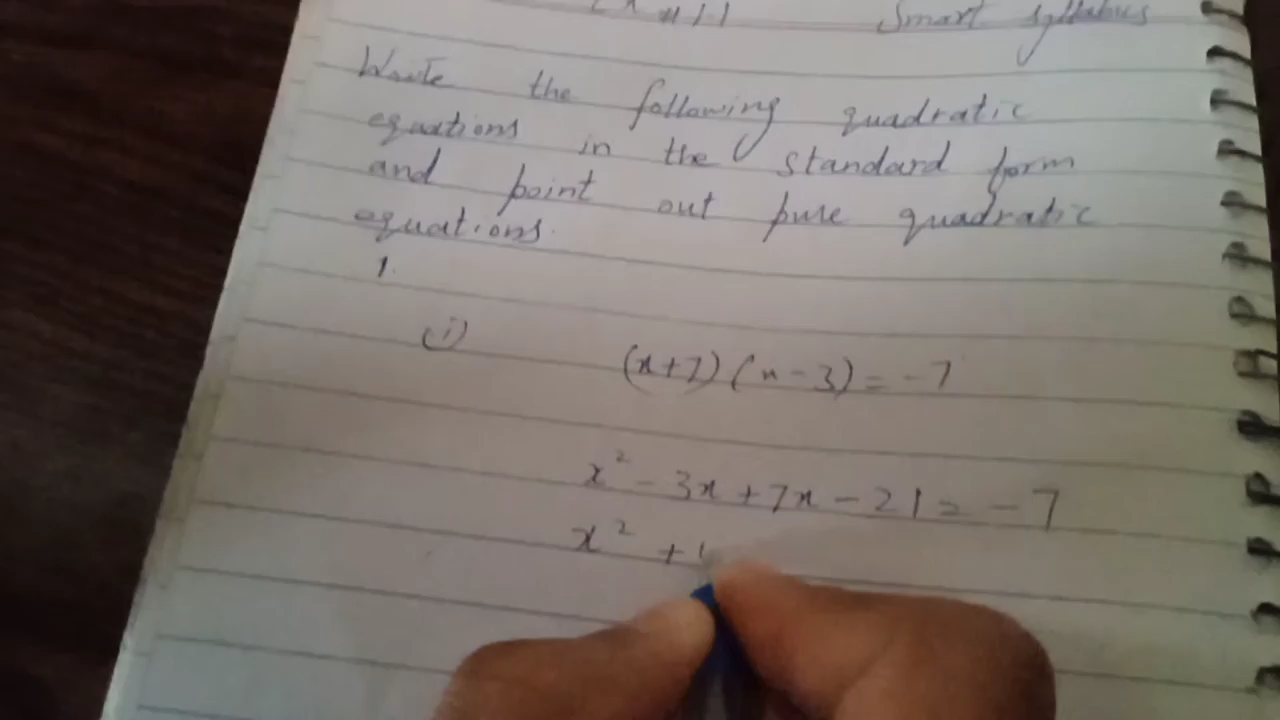 Smart Syllabus
Write the following quadratic
equations in the standard form
and point out pure quadratic
equations.
1.
(i) (x+7)(x-3) = -7
x² - 3x + 7x - 21 = -7
x² +